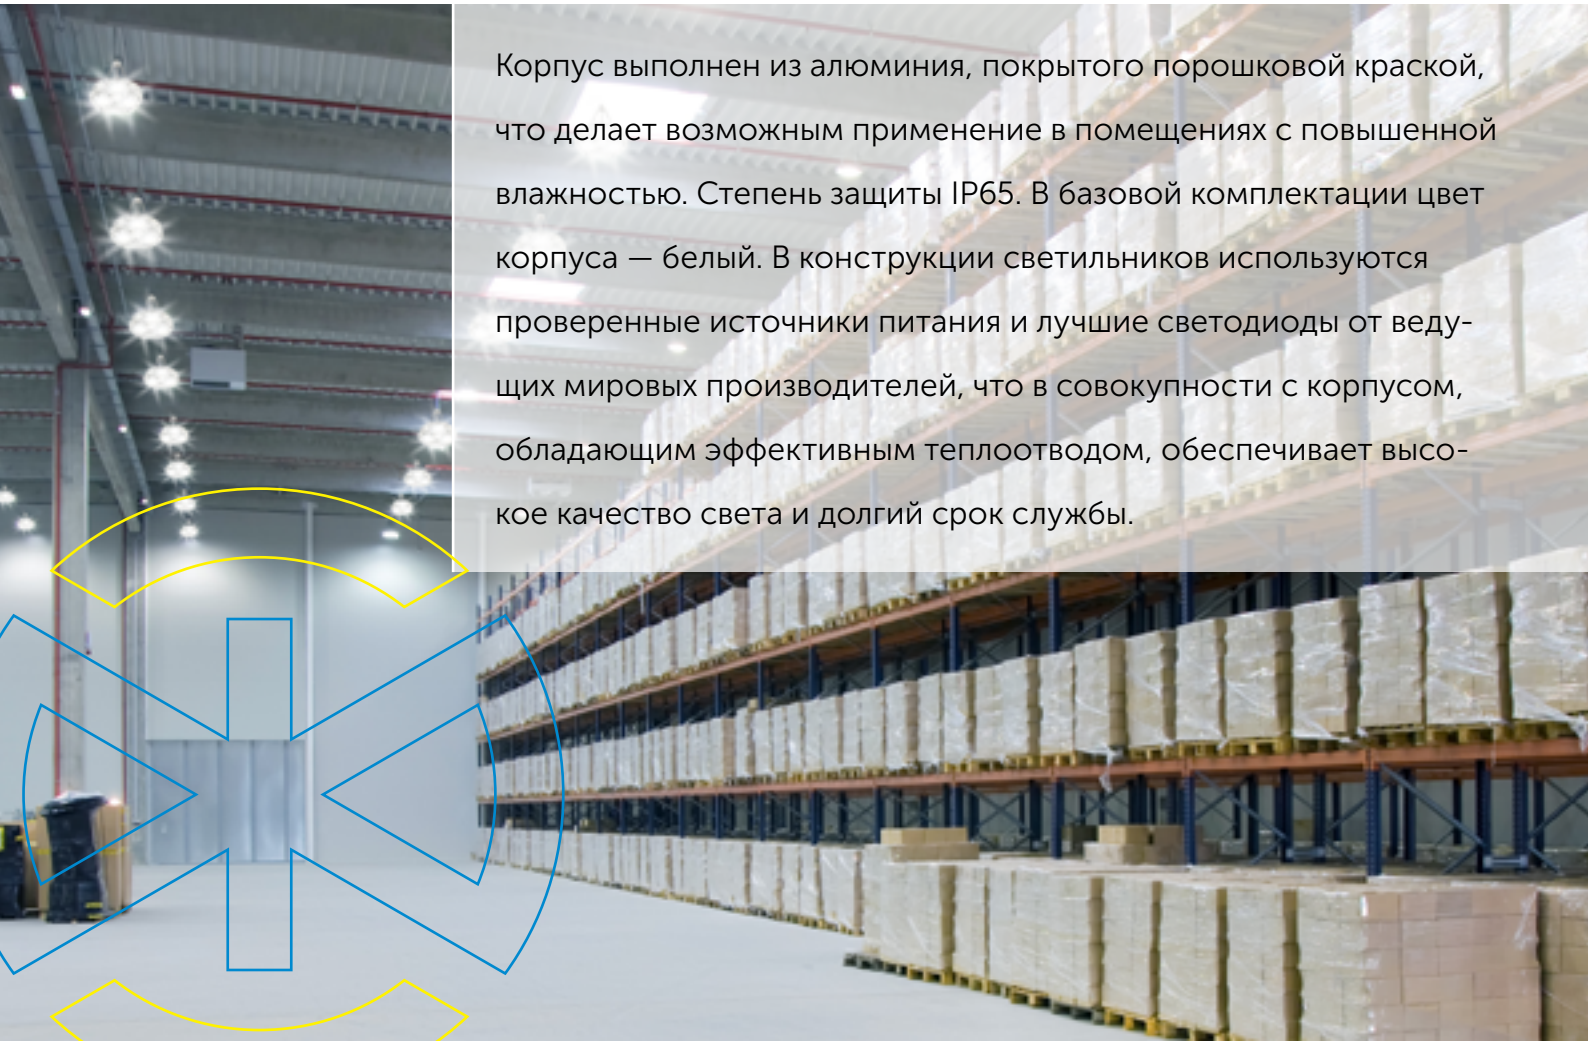 Корпус выполнен из алюминия, покрытого порошковой краской,
что делает возможным применение в помещениях с повышенной
влажностью. Степень защиты IP65. В базовой комплектации цвет
корпуса — белый. В конструкции светильников используются
проверенные источники питания и лучшие светодиоды от веду-
щих мировых производителей, что в совокупности с корпусом,
обладающим эффективным теплоотводом, обеспечивает высо-
кое качество света и долгий срок службы.